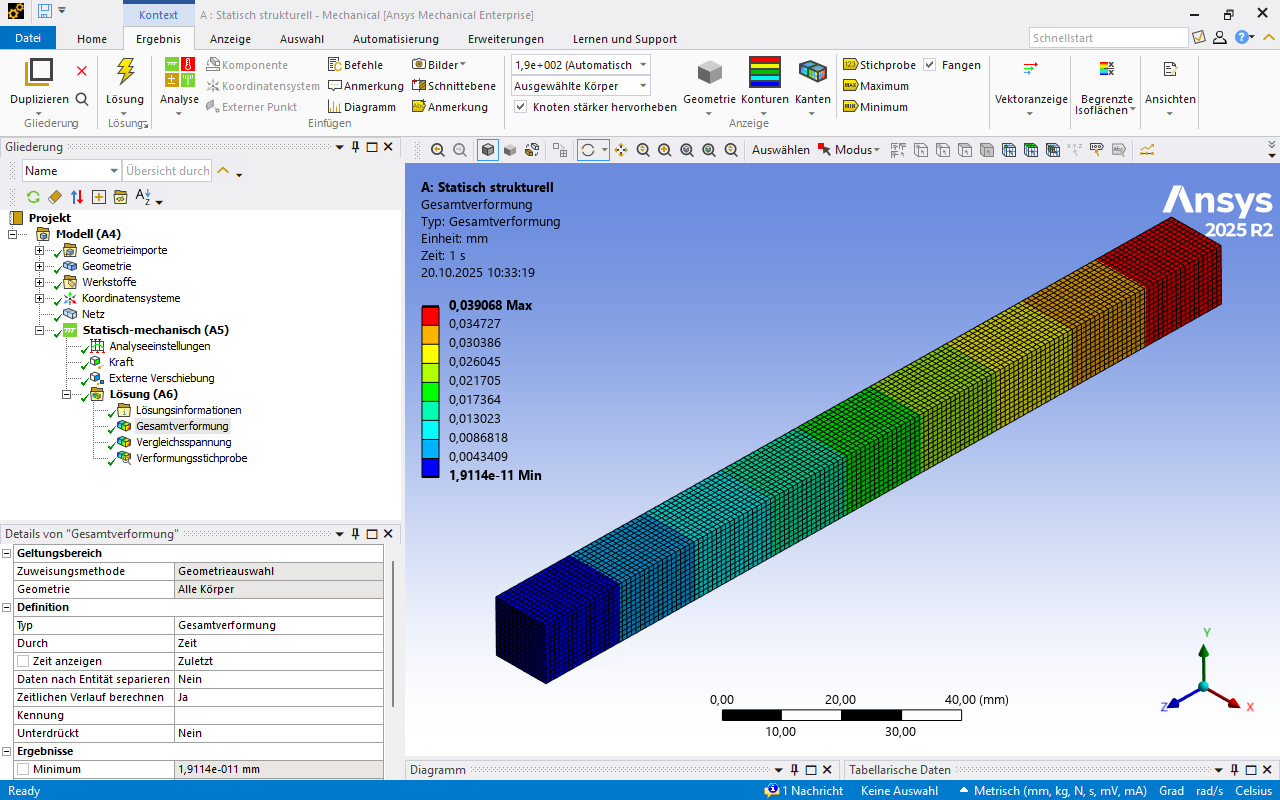 Kontext
A : Statisch strukturell - Mechanical [Ansys Mechanical Enterprise]
Datei Home Ergebnis Anzeige Auswahl Automatisierung Erweiterungen Lernen und Support Schnellstart
Duplizieren
Gliederung
Lösung
Lösung
Analyse
Komponente Befehle Bilder
Koordinatensystem Anmerkung Schnittebene
Externer Punkt Diagramm Anmerkung
Einfügen
1,9e+002 (Automatisch
Ausgewählte Körper
Knoten stärker hervorheben
Geometrie Konturen Kanten
Stichprobe Fangen
Maximum
Minimum
Anzeige
Vektoranzeige
Begrenzte
Isoflächen
Ansichten
Gliederung
Name Übersicht durch
Projekt
Modell (A4)
Geometrieimporte
Geometrie
Werkstoffe
Koordinatensysteme
Netz
Statisch-mechanisch (A5)
Analyseeinstellungen
Kraft
Externe Verschiebung
Lösung (A6)
Lösungsinformationen
Gesamtverformung
Vergleichsspannung
Verformungsstichprobe
Details von "Gesamtverformung"
Geltungsbereich
Zuweisungsmethode Geometrieauswahl
Geometrie Alle Körper
Definition
Typ Gesamtverformung
Durch Zeit
Zeit anzeigen Zuletzt
Daten nach Entität separieren Nein
Zeitlichen Verlauf berechnen Ja
Kennung
Unterdrückt Nein
Ergebnisse
Minimum 1,9114e-011 mm
Auswählen Modus
A: Statisch strukturell
Gesamtverformung
Typ: Gesamtverformung
Einheit: mm
Zeit: 1 s
20.10.2025 10:33:19
0,039068 Max
0,034727
0,030386
0,026045
0,021705
0,017364
0,013023
0,0086818
0,0043409
1,9114e-11 Min
Ansys
2025 R2
0,00 20,00 40,00 (mm)
10,00 30,00
Y
Z X
Diagramm Tabellarische Daten
Ready 1 Nachricht Keine Auswahl Metrisch (mm, kg, N, s, mV, mA) Grad rad/s Celsius